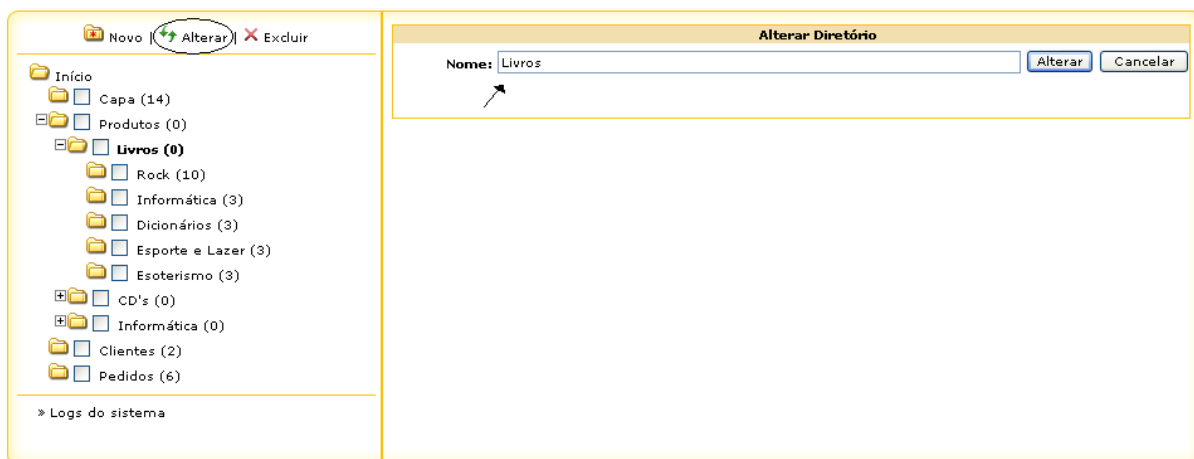 Novo | Alterar | Excluir
Início
Capa (14)
Produtos (0)
Livros (0)
Rock (10)
Informática (3)
Dicionários (3)
Esporte e Lazer (3)
Esoterismo (3)
CD's (0)
Informática (0)
Clientes (2)
Pedidos (6)
» Logs do sistema
Alterar Diretório
Nome: Livros Alterar Cancelar